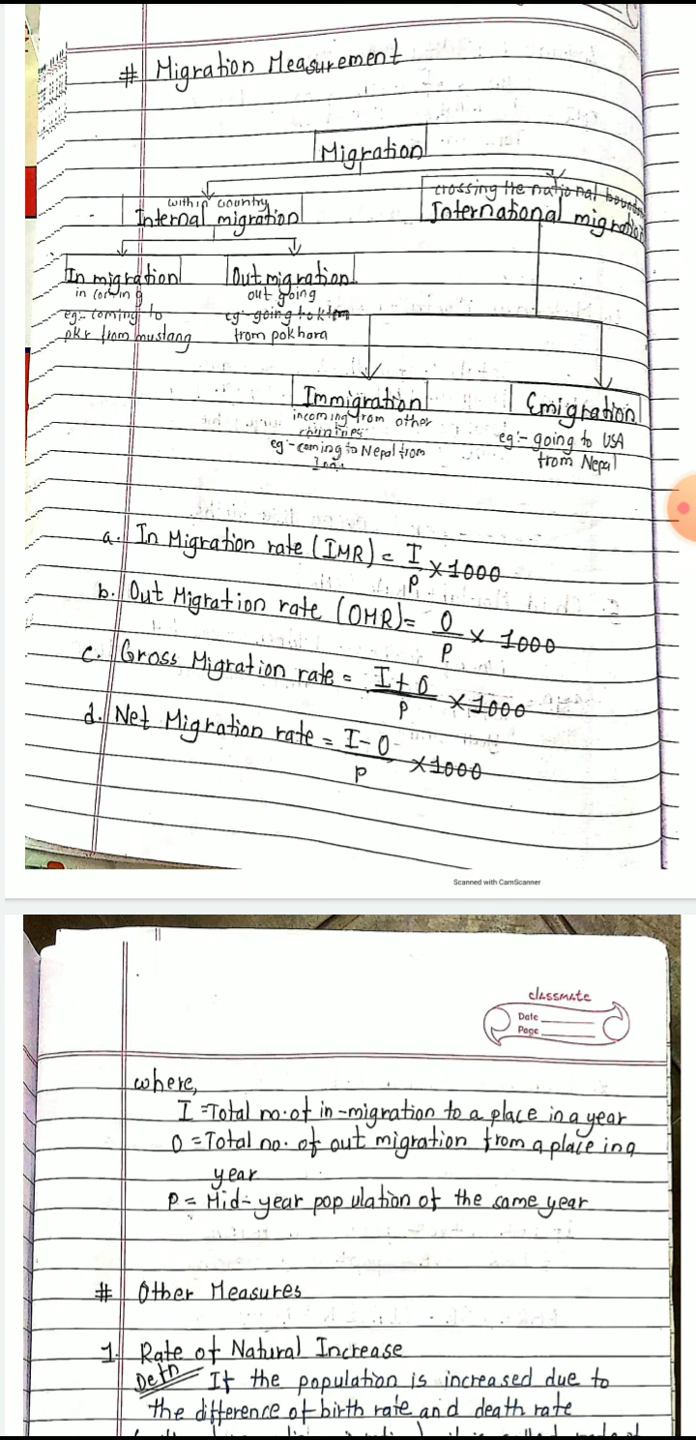 # Migration Measurement
Migration
within country
Internal migration
crossing the national
International migration
In migration
in coming
eg:- coming to
pkr from mustang
Out migration
out going
eg:- going to ktm
from pokhara
Immigration
incoming from other
countries
eg:- coming to Nepal from
Emigration
eg:- going to USA
from Nepal
a. In Migration rate (IMR) = I/P × 1000
b. Out Migration rate (OMR) = O/P × 1000
c. Gross Migration rate = I+O/P × 1000
d. Net Migration rate = I-O/P × 1000
Scanned with CamScanner
classmate
Date
Page
where,
I = Total no. of in-migration to a place in a year
O = Total no. of out migration from a place in a
year
P = Mid-year population of the same year
# Other Measures
1. Rate of Natural Increase
Defn If the population is increased due to
the difference of birth rate and death rate